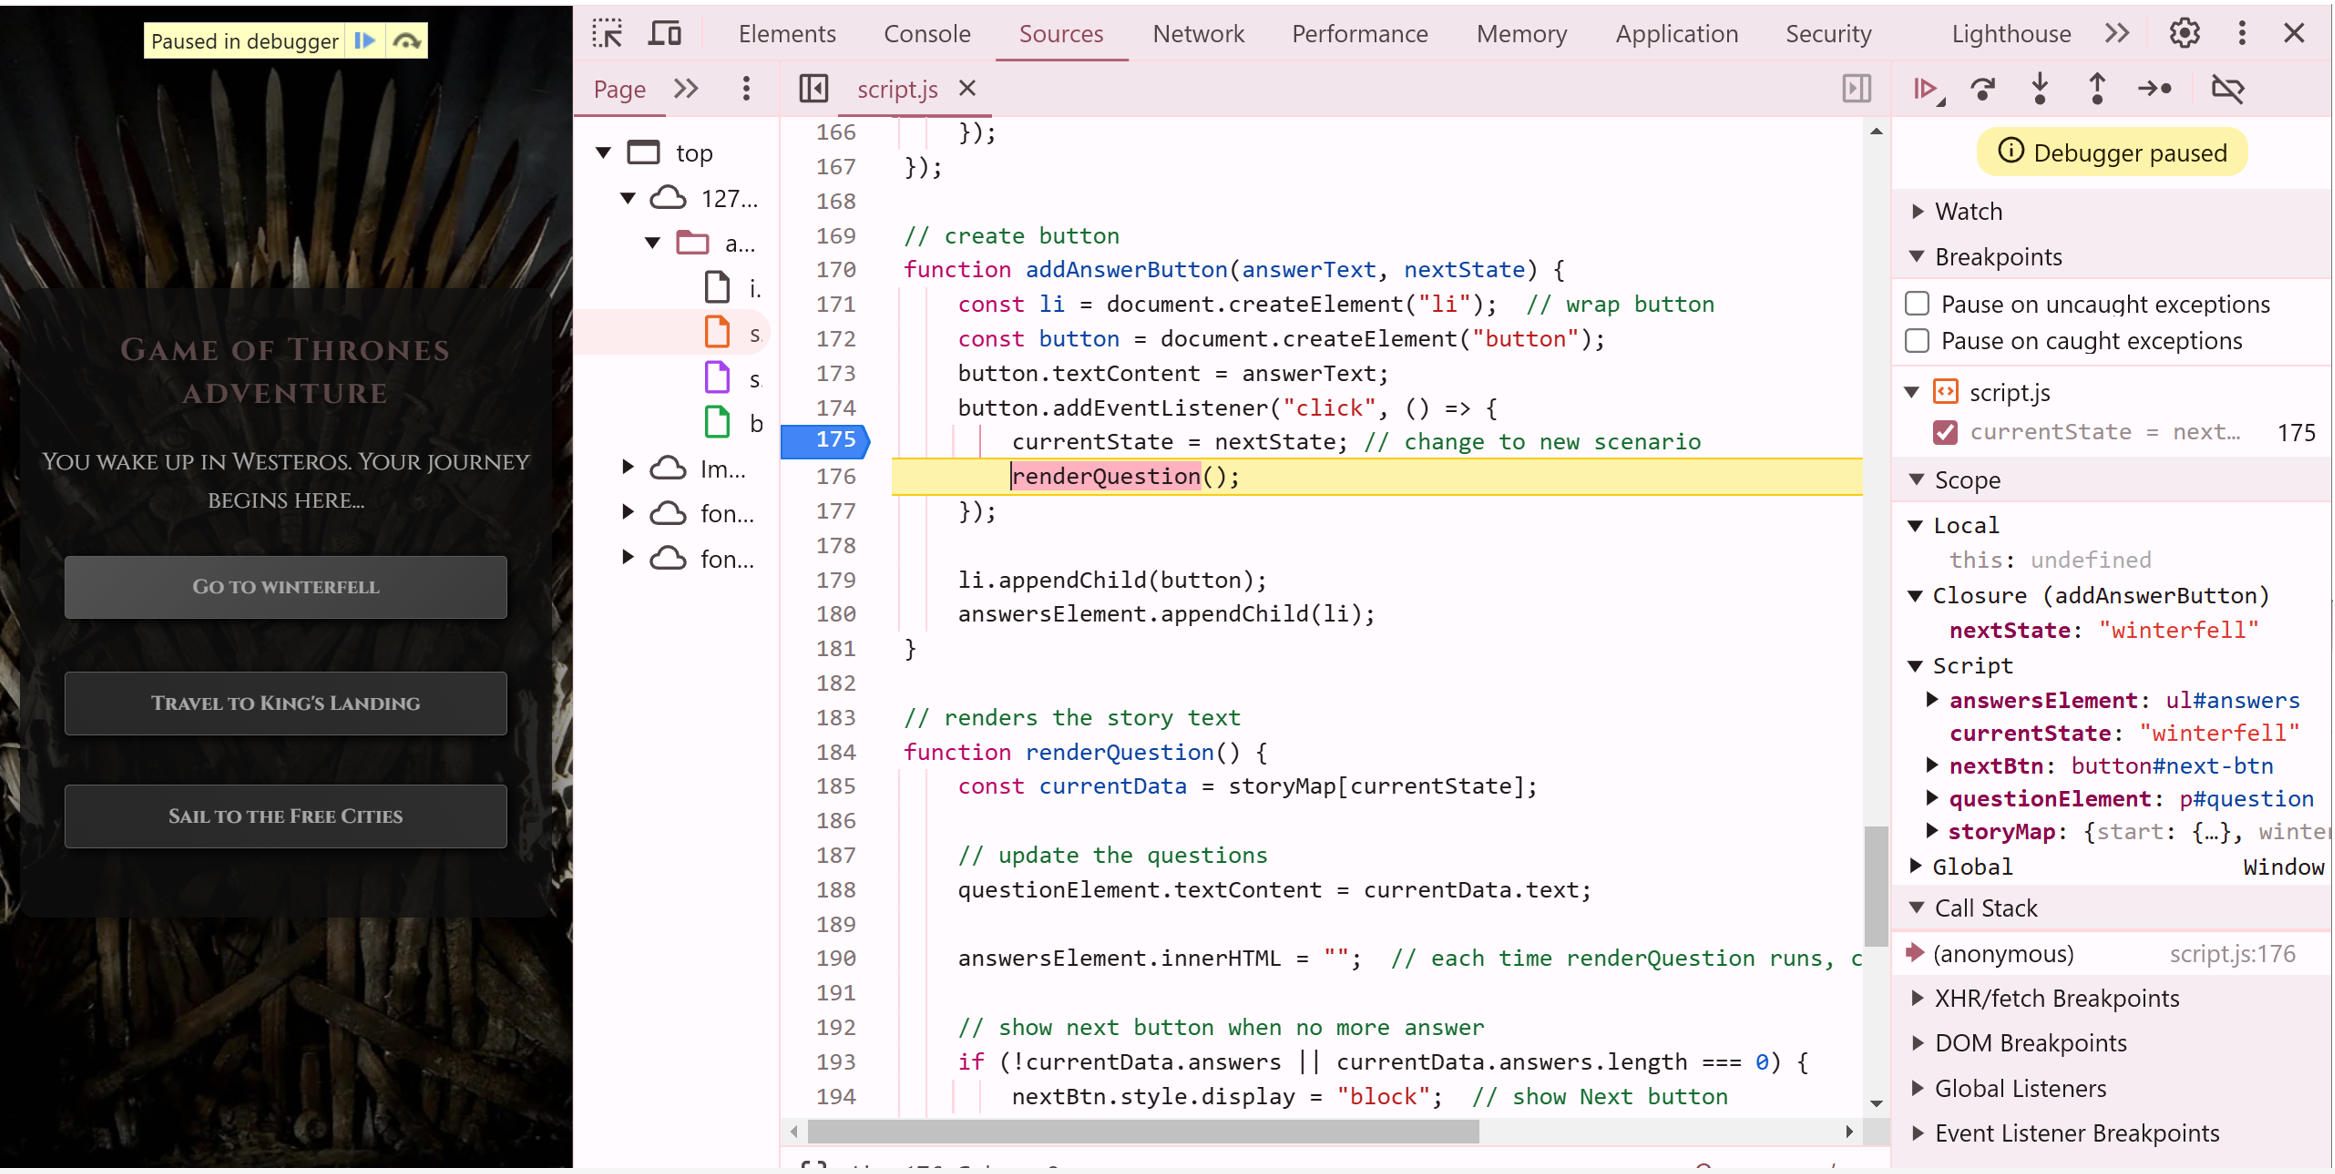 Paused in debugger
Game of Thrones
adventure
You wake up in Westeros. Your journey
begins here...
Go to winterfell
Travel to King's Landing
Sail to the Free Cities
Elements Console Sources Network Performance Memory Application Security Lighthouse
Page
script.js
top
127...
a...
i.
s.
s.
b
Im...
fon...
fon...
166 });
167 });
168
169 // create button
170 function addAnswerButton(answerText, nextState) {
171 const li = document.createElement("li");  // wrap button
172 const button = document.createElement("button");
173 button.textContent = answerText;
174 button.addEventListener("click", () => {
175 currentState = nextState; // change to new scenario
176 renderQuestion();
177 });
178
179 li.appendChild(button);
180 answersElement.appendChild(li);
181 }
182
183 // renders the story text
184 function renderQuestion() {
185 const currentData = storyMap[currentState];
186
187 // update the questions
188 questionElement.textContent = currentData.text;
189
190 answersElement.innerHTML = "";  // each time renderQuestion runs, c
191
192 // show next button when no more answer
193 if (!currentData.answers || currentData.answers.length === 0) {
194 nextBtn.style.display = "block";  // show Next button
Debugger paused
Watch
Breakpoints
Pause on uncaught exceptions
Pause on caught exceptions
script.js
currentState = next... 175
Scope
Local
this: undefined
Closure (addAnswerButton)
nextState: "winterfell"
Script
answersElement: ul#answers
currentState: "winterfell"
nextBtn: button#next-btn
questionElement: p#question
storyMap: {start: {…}, winter
Global Window
Call Stack
(anonymous) script.js:176
XHR/fetch Breakpoints
DOM Breakpoints
Global Listeners
Event Listener Breakpoints